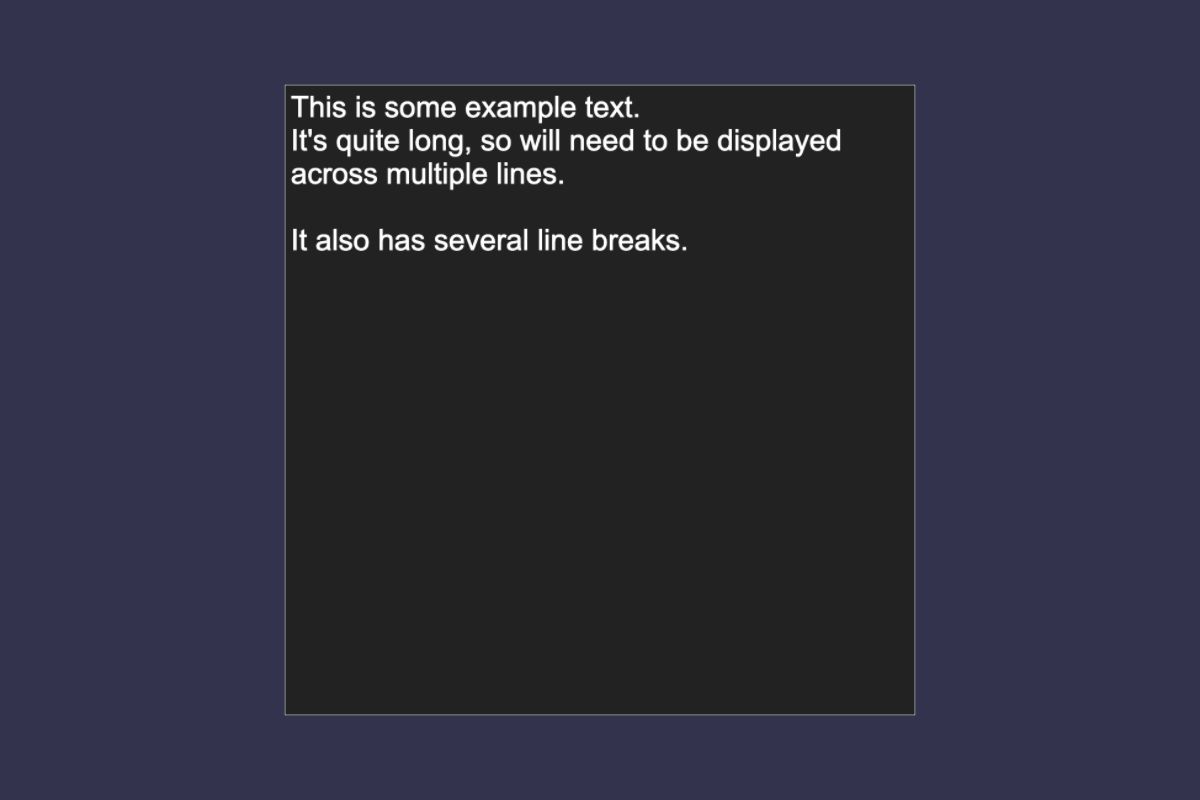 This is some example text.
It's quite long, so will need to be displayed
across multiple lines.

It also has several line breaks.